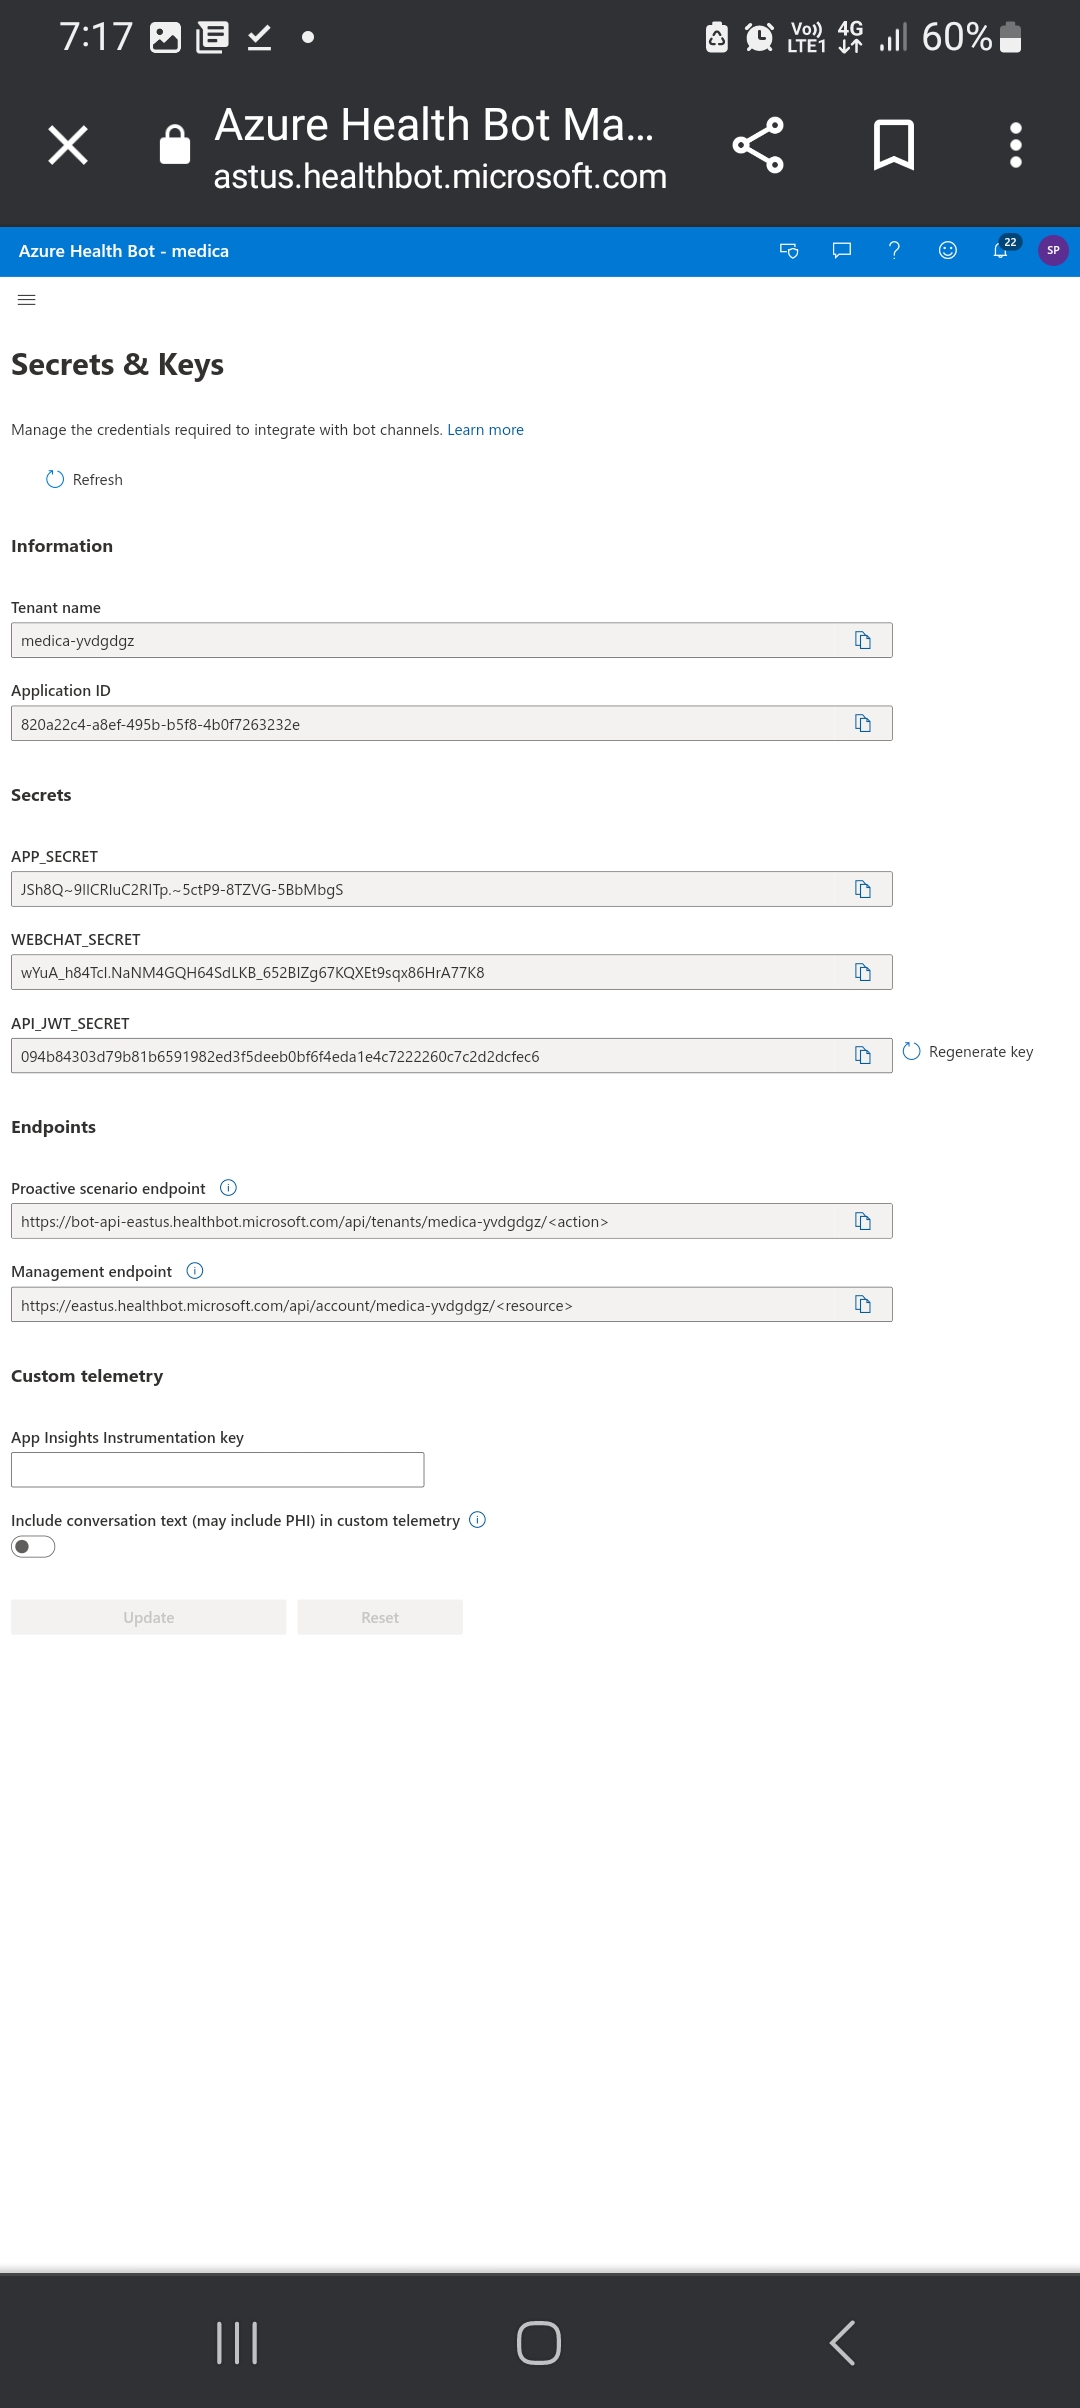 7:17
Vo)) LTE1 4G 60%
Azure Health Bot Ma...
astus.healthbot.microsoft.com
Azure Health Bot - medica
22
SP
Secrets & Keys
Manage the credentials required to integrate with bot channels. Learn more
Refresh
Information
Tenant name
medica-yvdgdgz
Application ID
820a22c4-a8ef-495b-b5f8-4b0f7263232e
Secrets
APP_SECRET
JSh8Q~9IlCRluC2RITp.~5ctP9-8TZVG-5BbMbgS
WEBCHAT_SECRET
wYuA_h84Tcl.NaNM4GQH64SdLKB_652BIZg67KQXEt9sqx86HrA77K8
API_JWT_SECRET
094b84303d79b81b6591982ed3f5deeb0bf6f4eda1e4c7222260c7c2d2dcfec6
Regenerate key
Endpoints
Proactive scenario endpoint
https://bot-api-eastus.healthbot.microsoft.com/api/tenants/medica-yvdgdgz/<action>
Management endpoint
https://eastus.healthbot.microsoft.com/api/account/medica-yvdgdgz/<resource>
Custom telemetry
App Insights Instrumentation key
Include conversation text (may include PHI) in custom telemetry
Update Reset